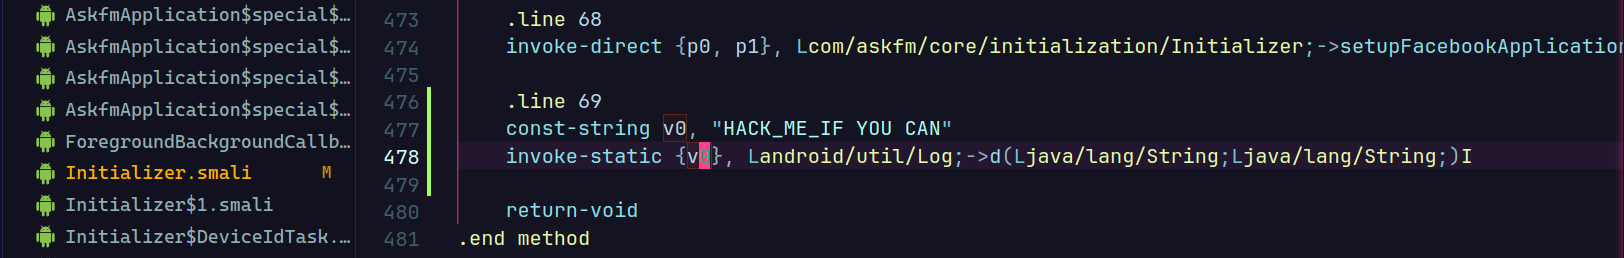 AskfmApplication$special$…
AskfmApplication$special$…
AskfmApplication$special$…
AskfmApplication$special$…
ForegroundBackgroundCallb…
Initializer.smali M
Initializer$1.smali
Initializer$DeviceIdTask.…
473 .line 68
474 invoke-direct {p0, p1}, Lcom/askfm/core/initialization/Initializer;->setupFacebookApplication
475
476 .line 69
477 const-string v0, "HACK_ME_IF YOU CAN"
478 invoke-static {v0}, Landroid/util/Log;->d(Ljava/lang/String;Ljava/lang/String;)I
479
480 return-void
481 .end method